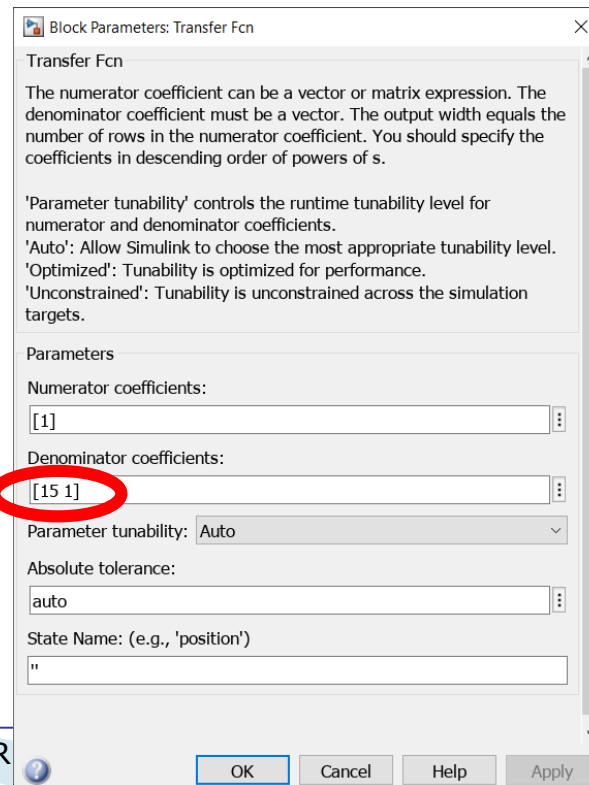 Block Parameters: Transfer Fcn
Transfer Fcn
The numerator coefficient can be a vector or matrix expression. The
denominator coefficient must be a vector. The output width equals the
number of rows in the numerator coefficient. You should specify the
coefficients in descending order of powers of s.
'Parameter tunability' controls the runtime tunability level for
numerator and denominator coefficients.
'Auto': Allow Simulink to choose the most appropriate tunability level.
'Optimized': Tunability is optimized for performance.
'Unconstrained': Tunability is unconstrained across the simulation
targets.
Parameters
Numerator coefficients:
[1]
Denominator coefficients:
[15 1]
Parameter tunability: Auto
Absolute tolerance:
auto
State Name: (e.g., 'position')
''
R
OK Cancel Help Apply